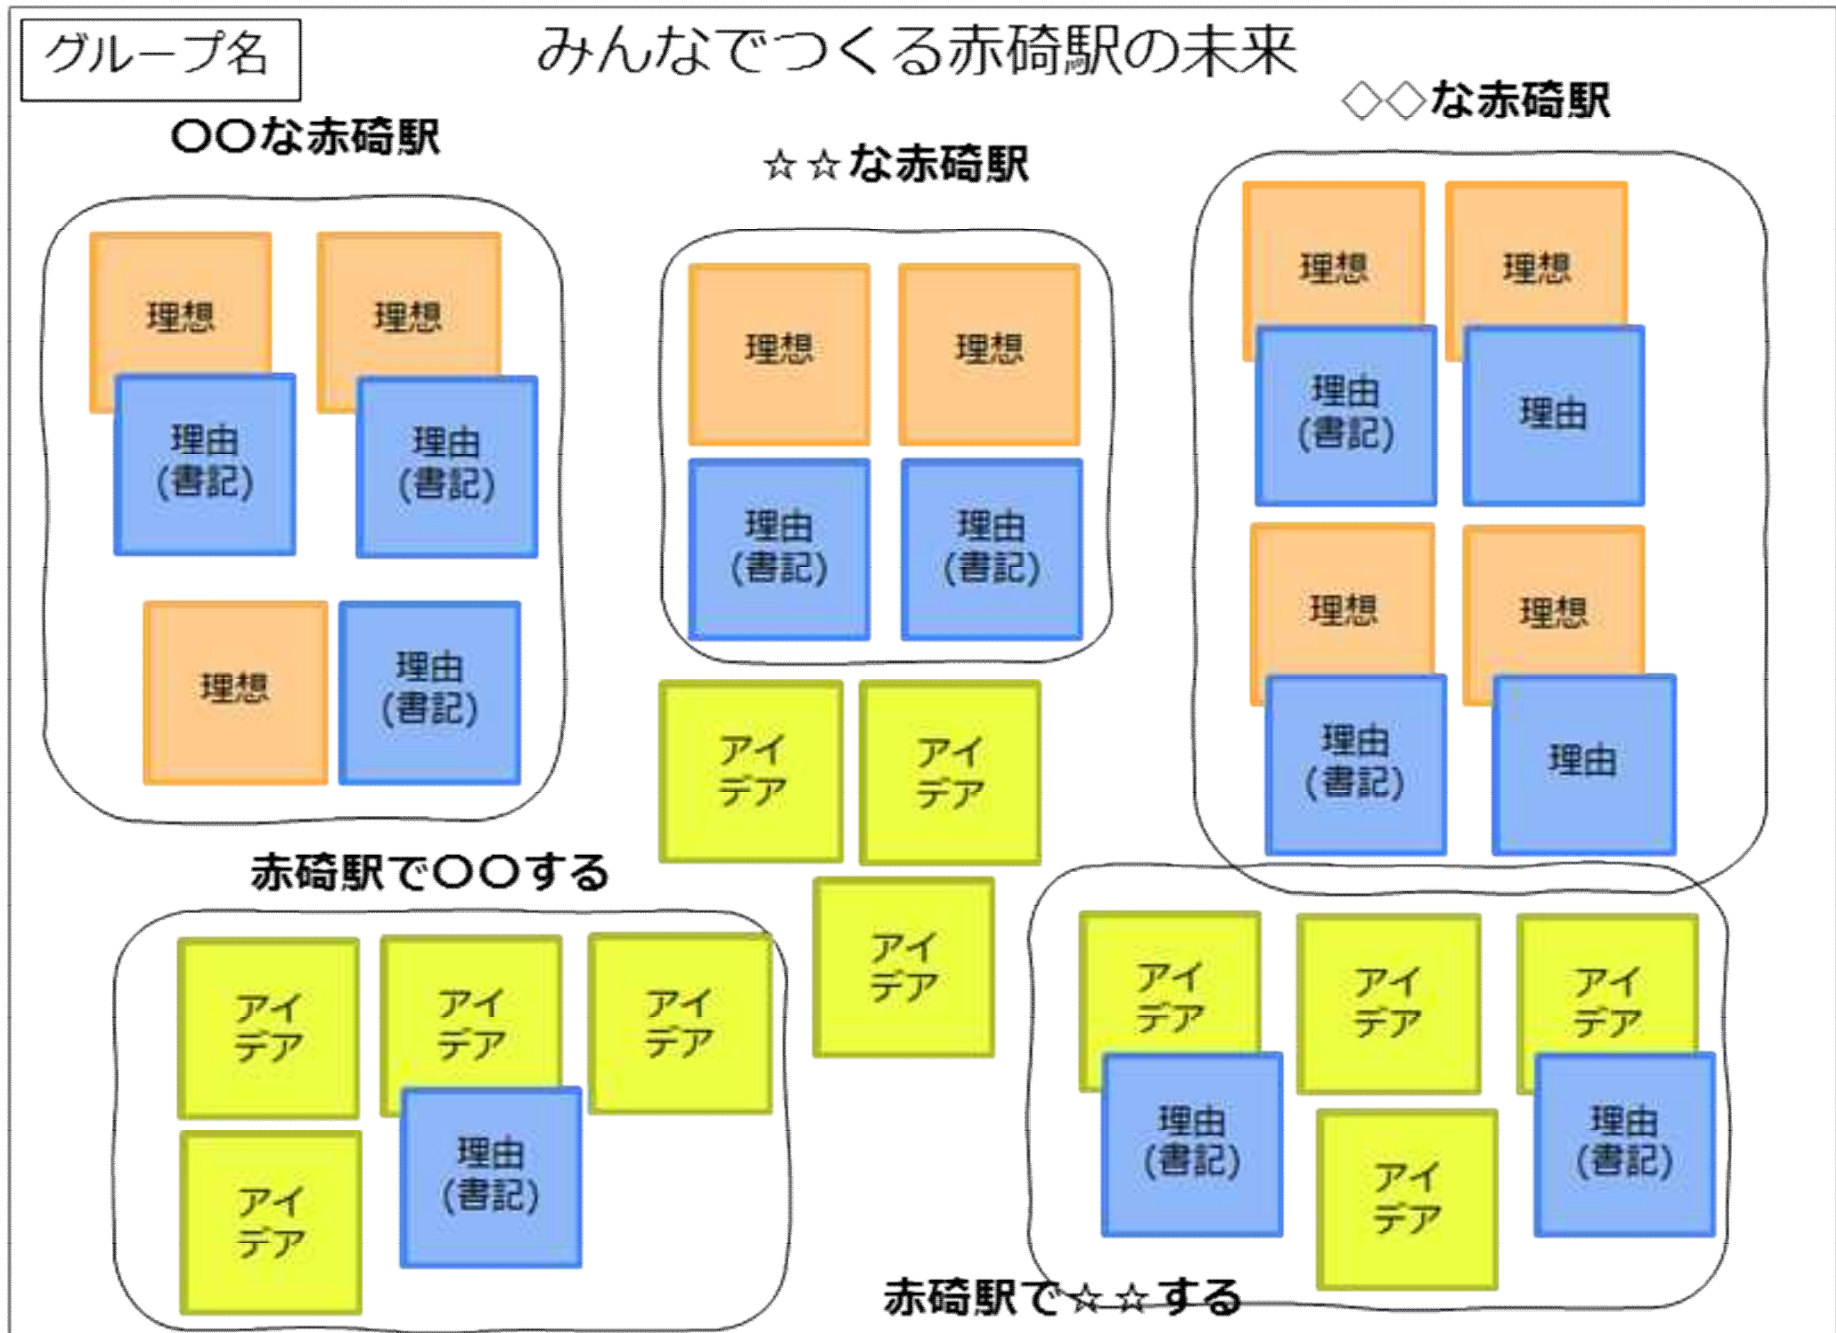 グループ名
みんなでつくる赤碕駅の未来
〇〇な赤碕駅
☆☆な赤碕駅
◇◇な赤碕駅
理想
理想
理由
(書記)
理由
(書記)
理想
理由
(書記)
理想
理想
理由
(書記)
理由
(書記)
理想
理想
理由
(書記)
理由
理想
理想
理由
(書記)
理由
アイ
デア
アイ
デア
アイ
デア
赤碕駅で〇〇する
アイ
デア
アイ
デア
アイ
デア
理由
(書記)
アイ
デア
アイ
デア
アイ
デア
アイ
デア
理由
(書記)
理由
(書記)
アイ
デア
赤碕駅で☆☆する